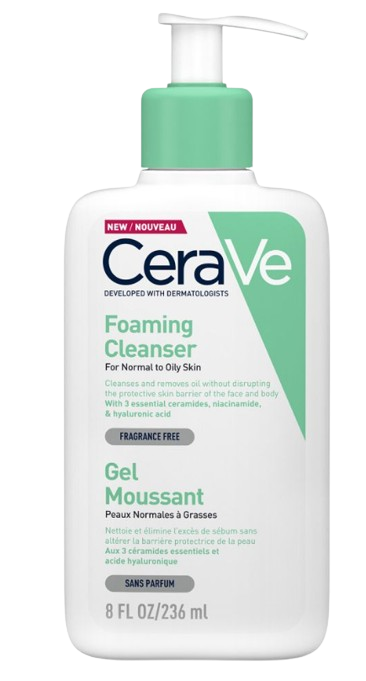 NEW / NOUVEAU
CeraVe
DEVELOPED WITH DERMATOLOGISTS
Foaming
Cleanser
For Normal to Oily Skin
Cleanses and removes oil without disrupting
the protective skin barrier of the face and body
With 3 essential ceramides, niacinamide,
& hyaluronic acid
FRAGRANCE FREE
Gel
Moussant
Peaux Normales à Grasses
Nettoie et élimine l'excès de sébum sans
altérer la barrière protectrice de la peau
Aux 3 céramides essentiels et
acide hyaluronique
SANS PARFUM
8 FL OZ/236 ml